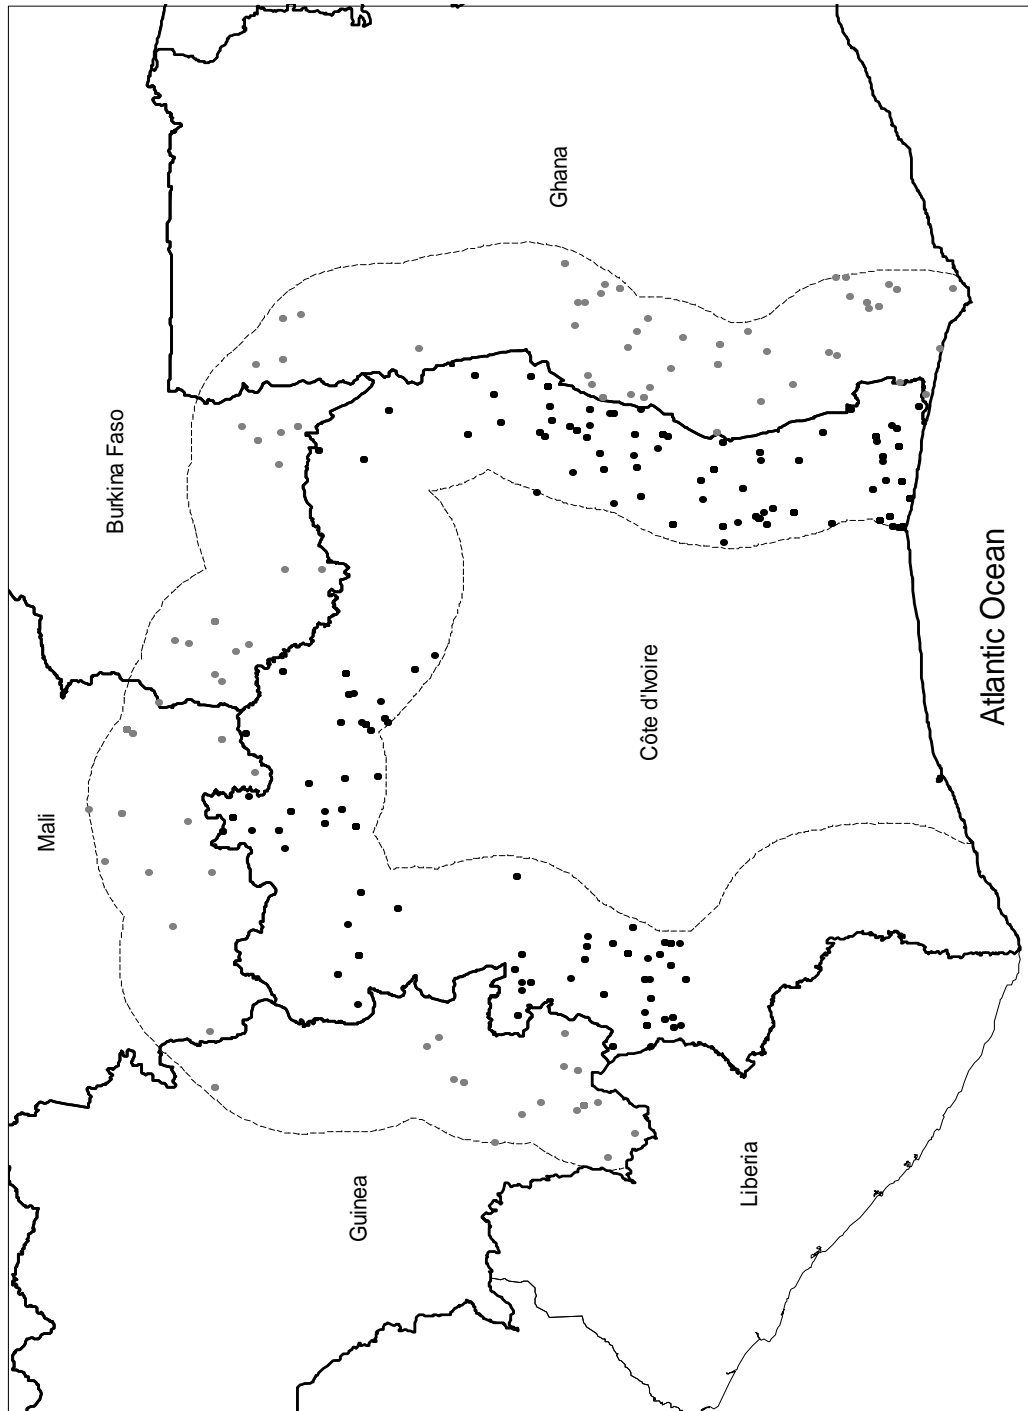 Mali
Burkina Faso
Ghana
Guinea
Côte d'Ivoire
Liberia
Atlantic Ocean